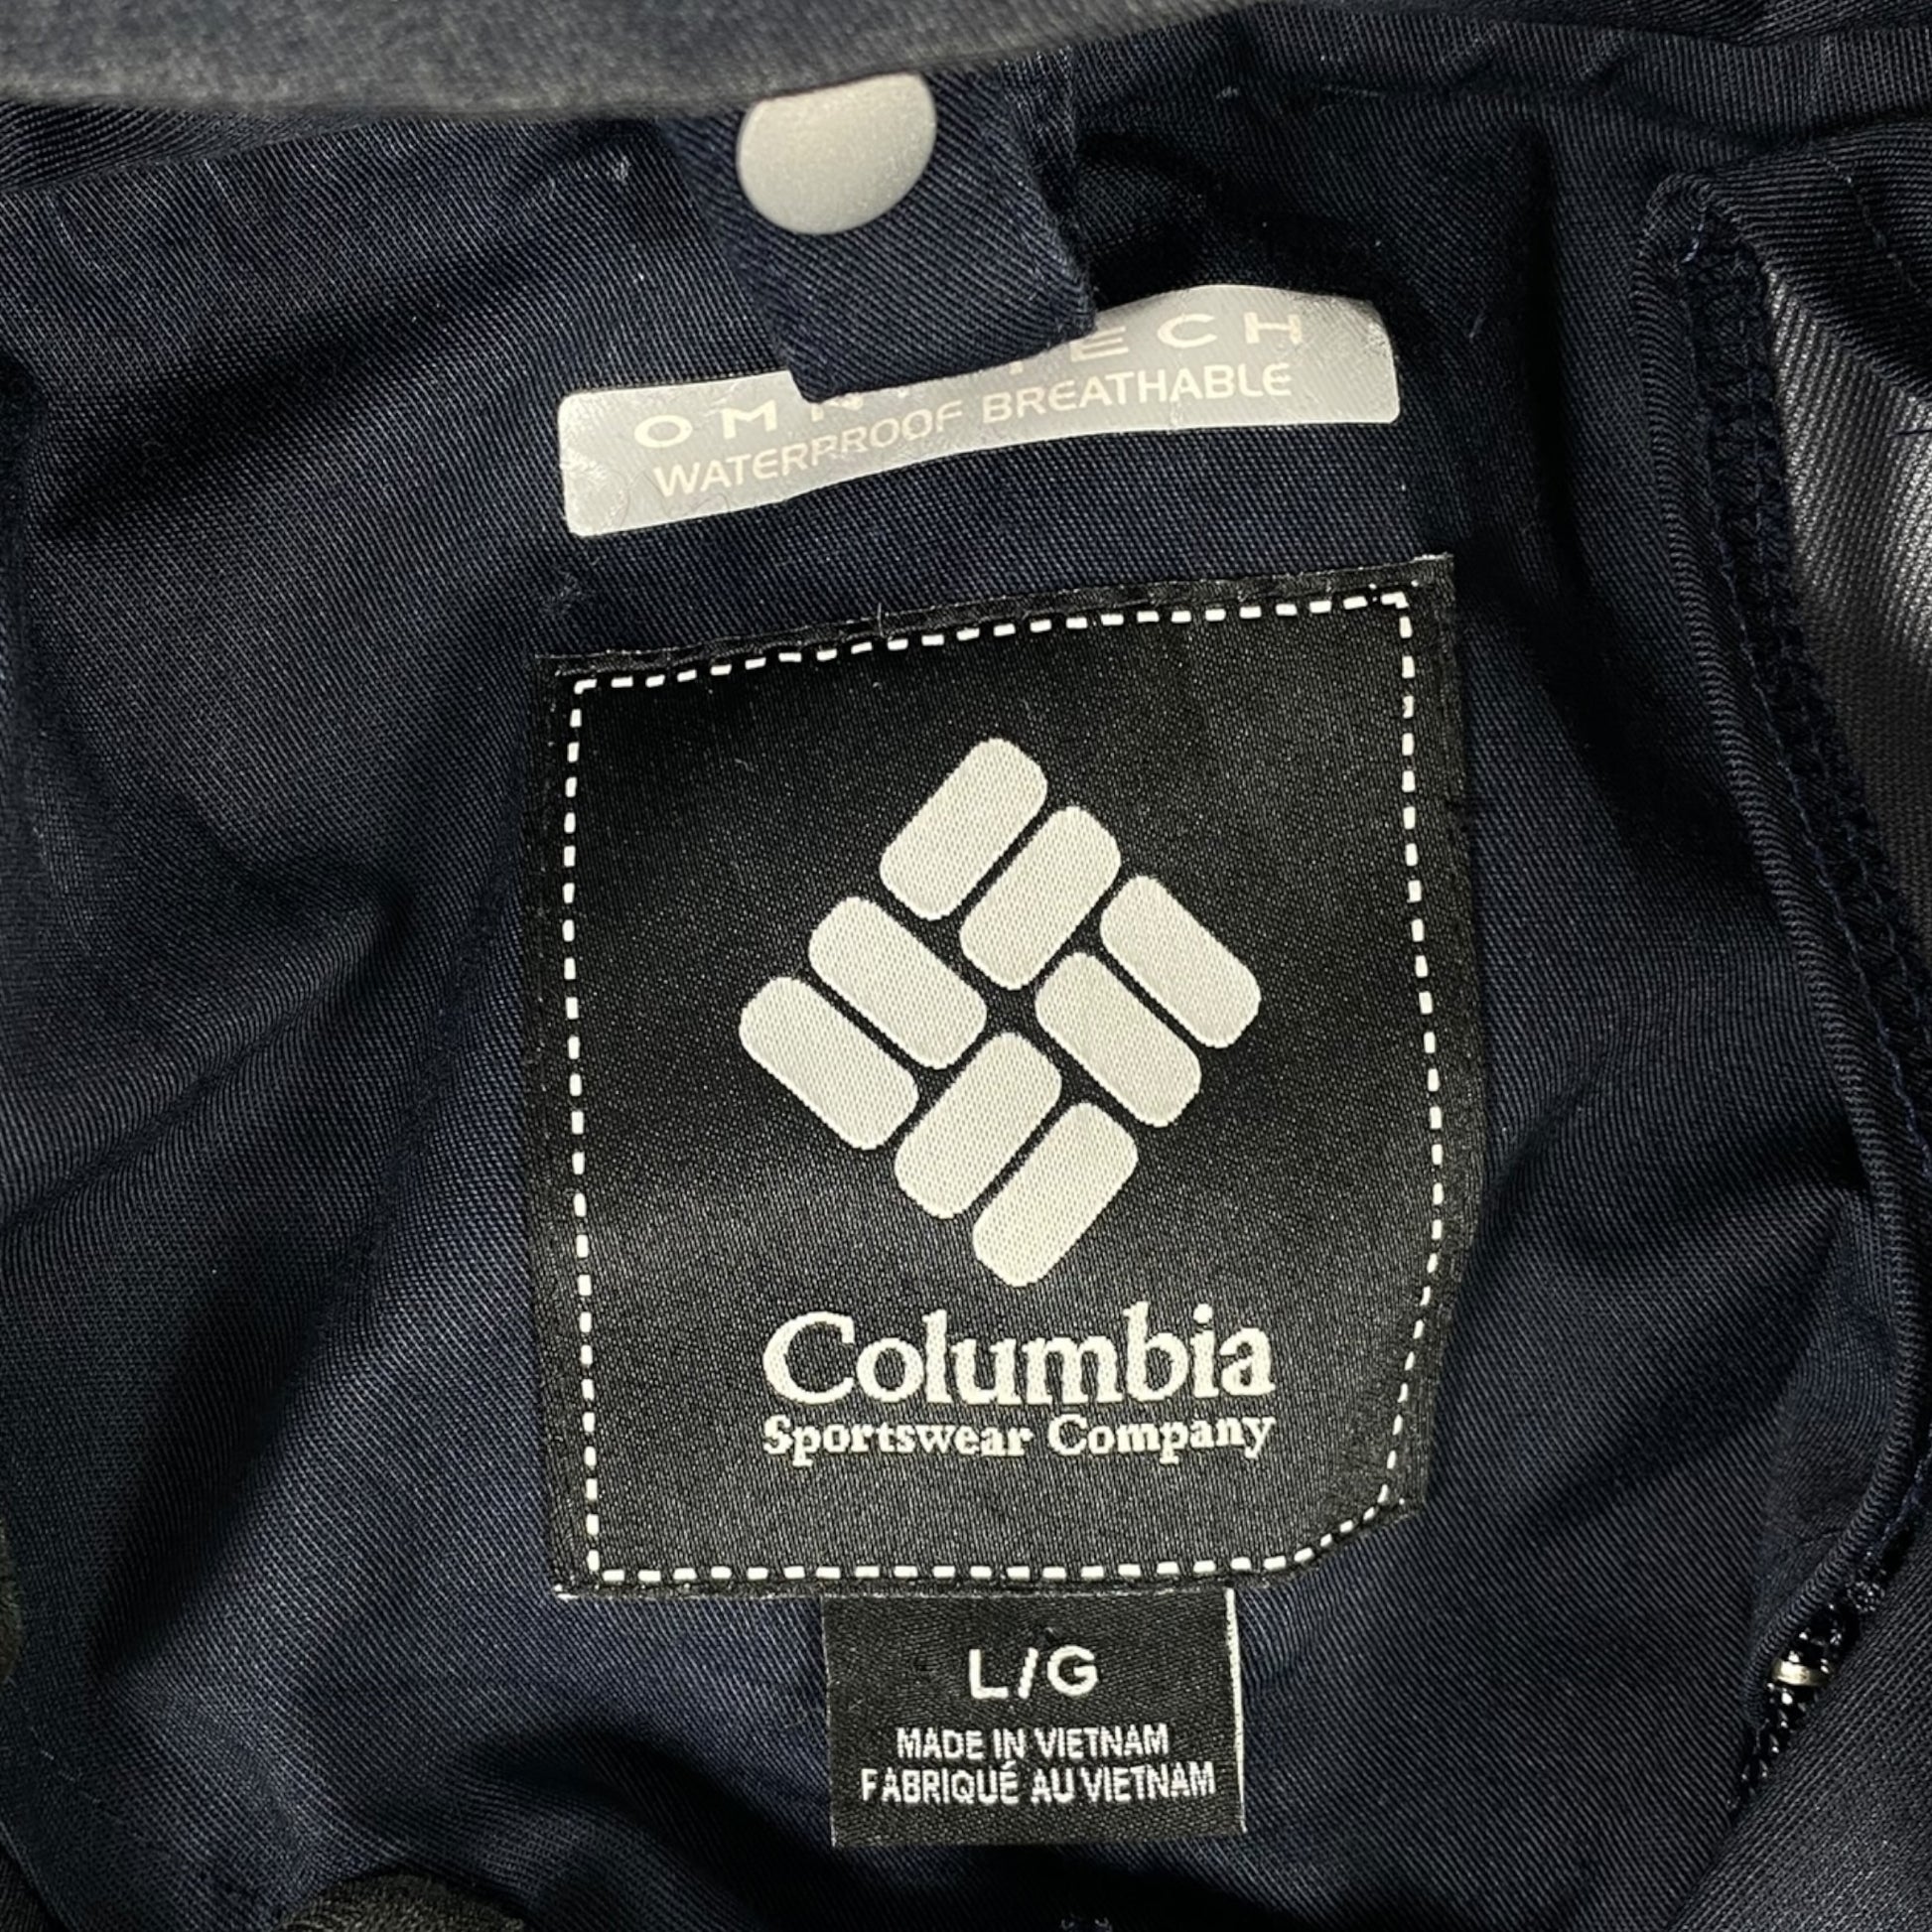 WATERPROOF BREATHABLE
Columbia
Sportswear Company
L/G
MADE IN VIETNAM
FABRIQUÉ AU VIETNAM